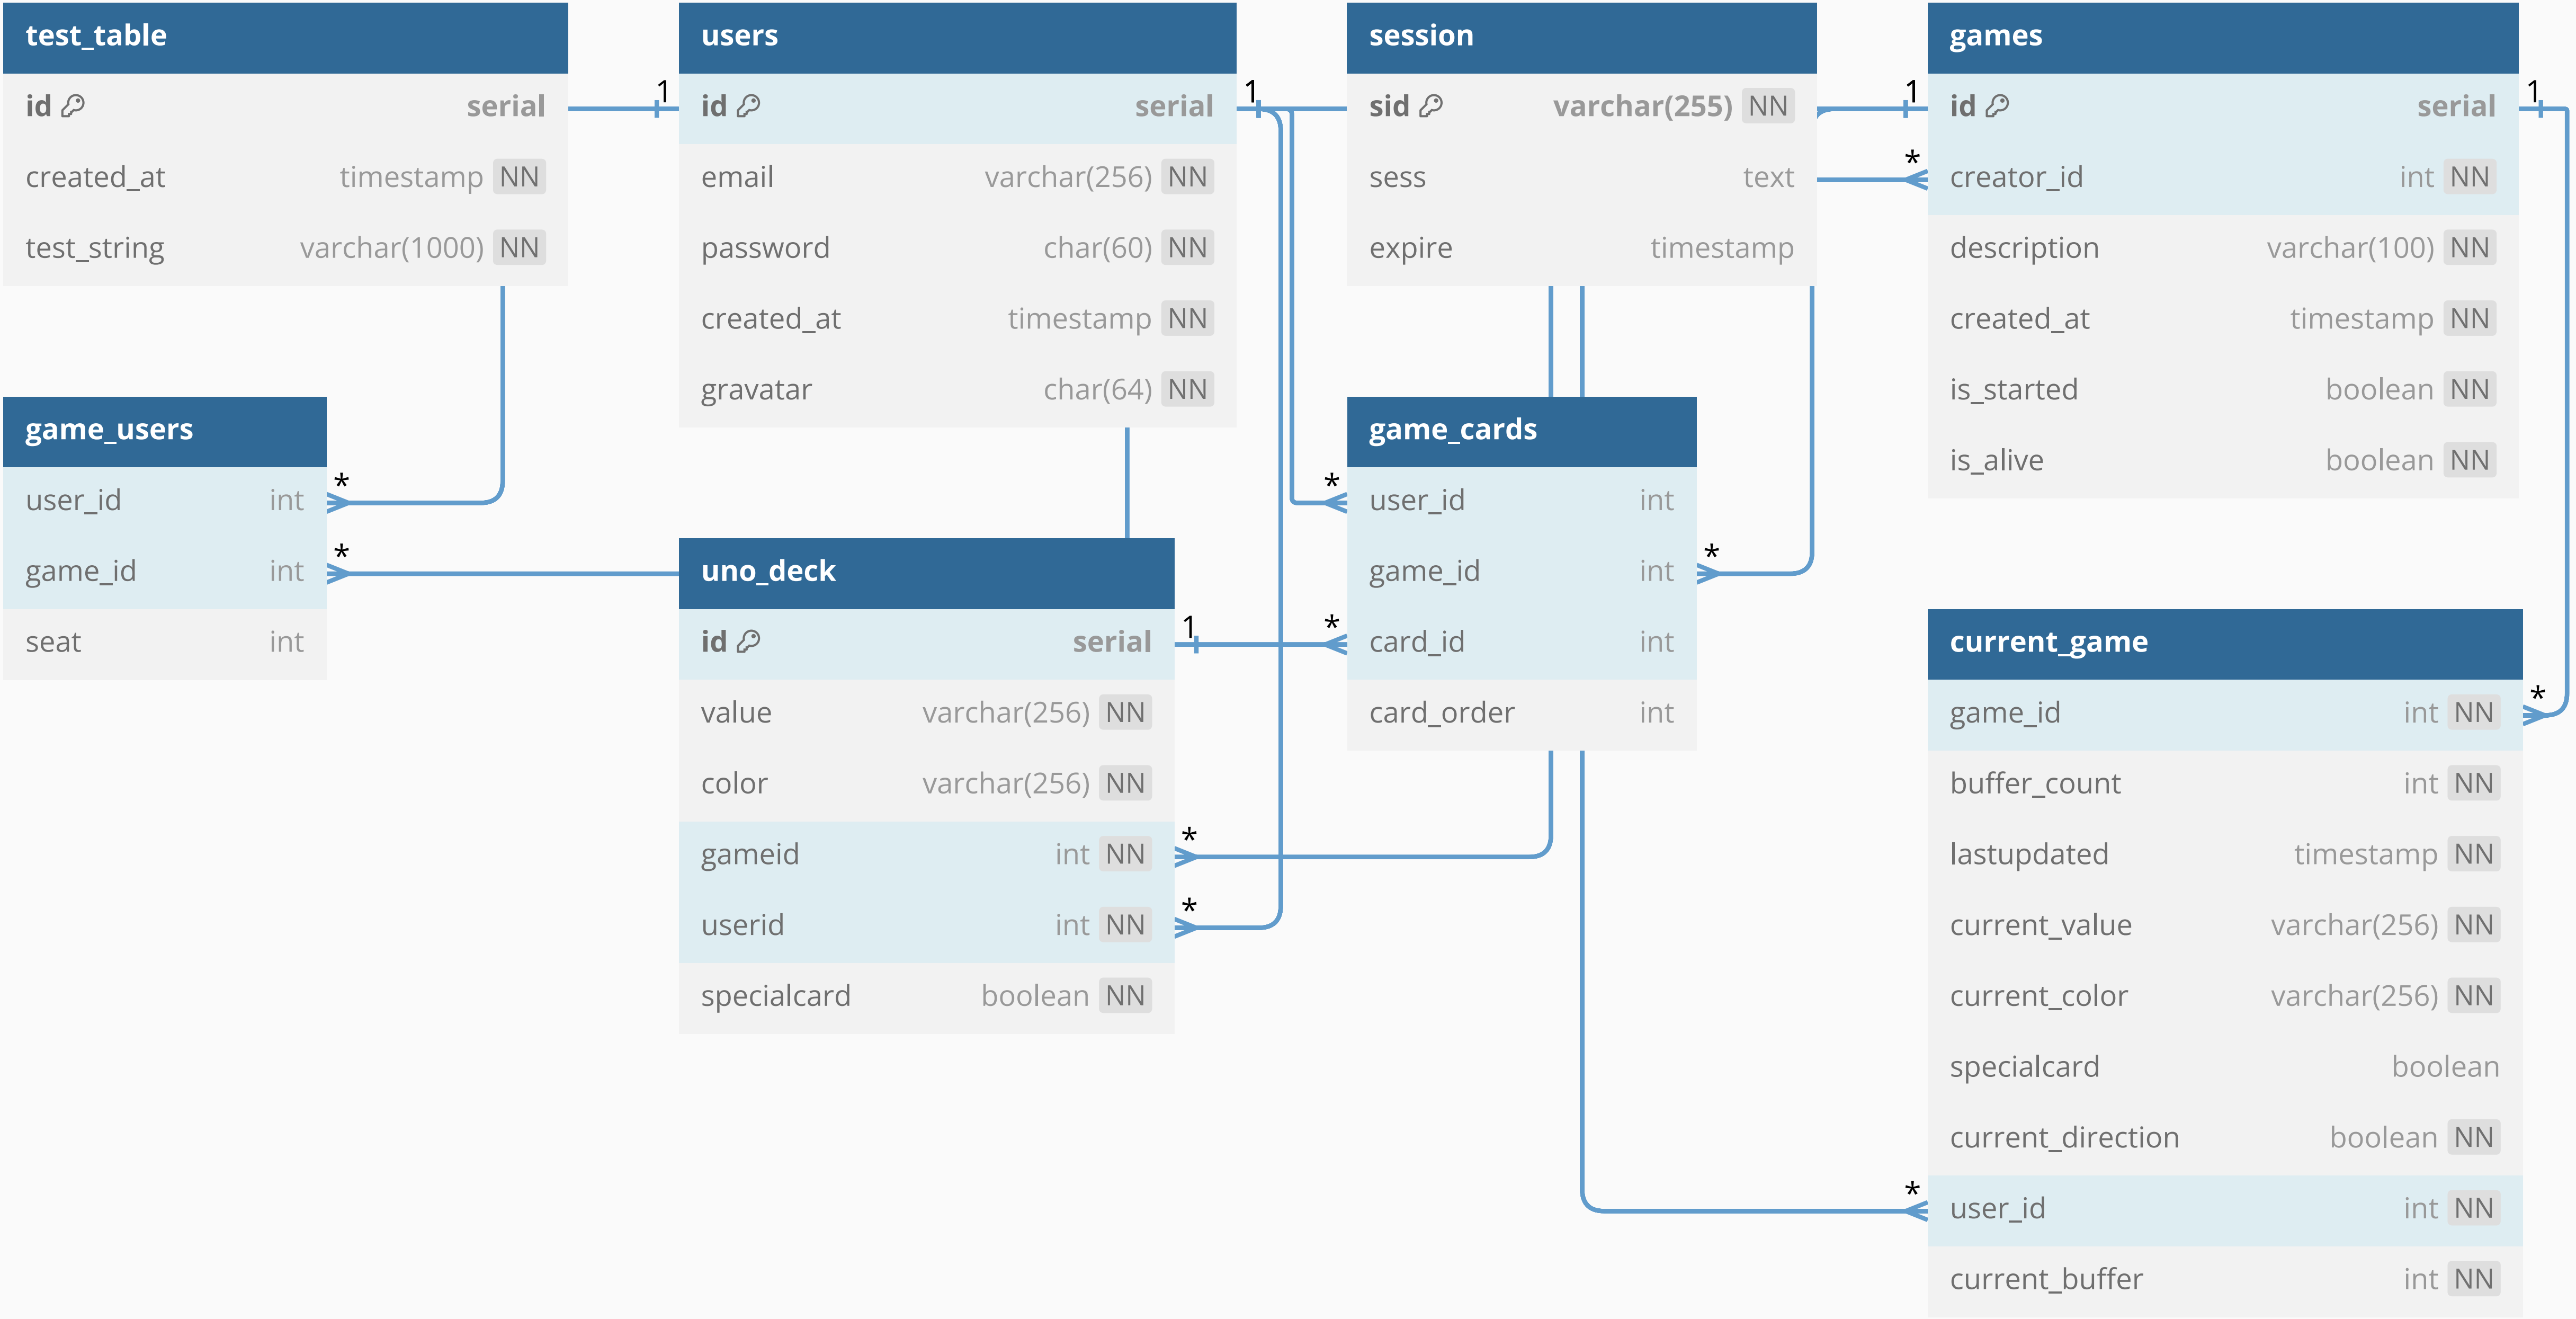 test_table
id serial
created_at timestamp NN
test_string varchar(1000) NN
users
id serial
email varchar(256) NN
password char(60) NN
created_at timestamp NN
gravatar char(64) NN
session
sid varchar(255) NN
sess text
expire timestamp
games
id serial
creator_id int NN
description varchar(100) NN
created_at timestamp NN
is_started boolean NN
is_alive boolean NN
game_users
user_id int
game_id int
seat int
uno_deck
id serial
value varchar(256) NN
color varchar(256) NN
gameid int NN
userid int NN
specialcard boolean NN
game_cards
user_id int
game_id int
card_id int
card_order int
current_game
game_id int NN
buffer_count int NN
lastupdated timestamp NN
current_value varchar(256) NN
current_color varchar(256) NN
specialcard boolean
current_direction boolean NN
user_id int NN
current_buffer int NN
1
1
1
1
*
*
*
*
*
1
*
*
*
*
*